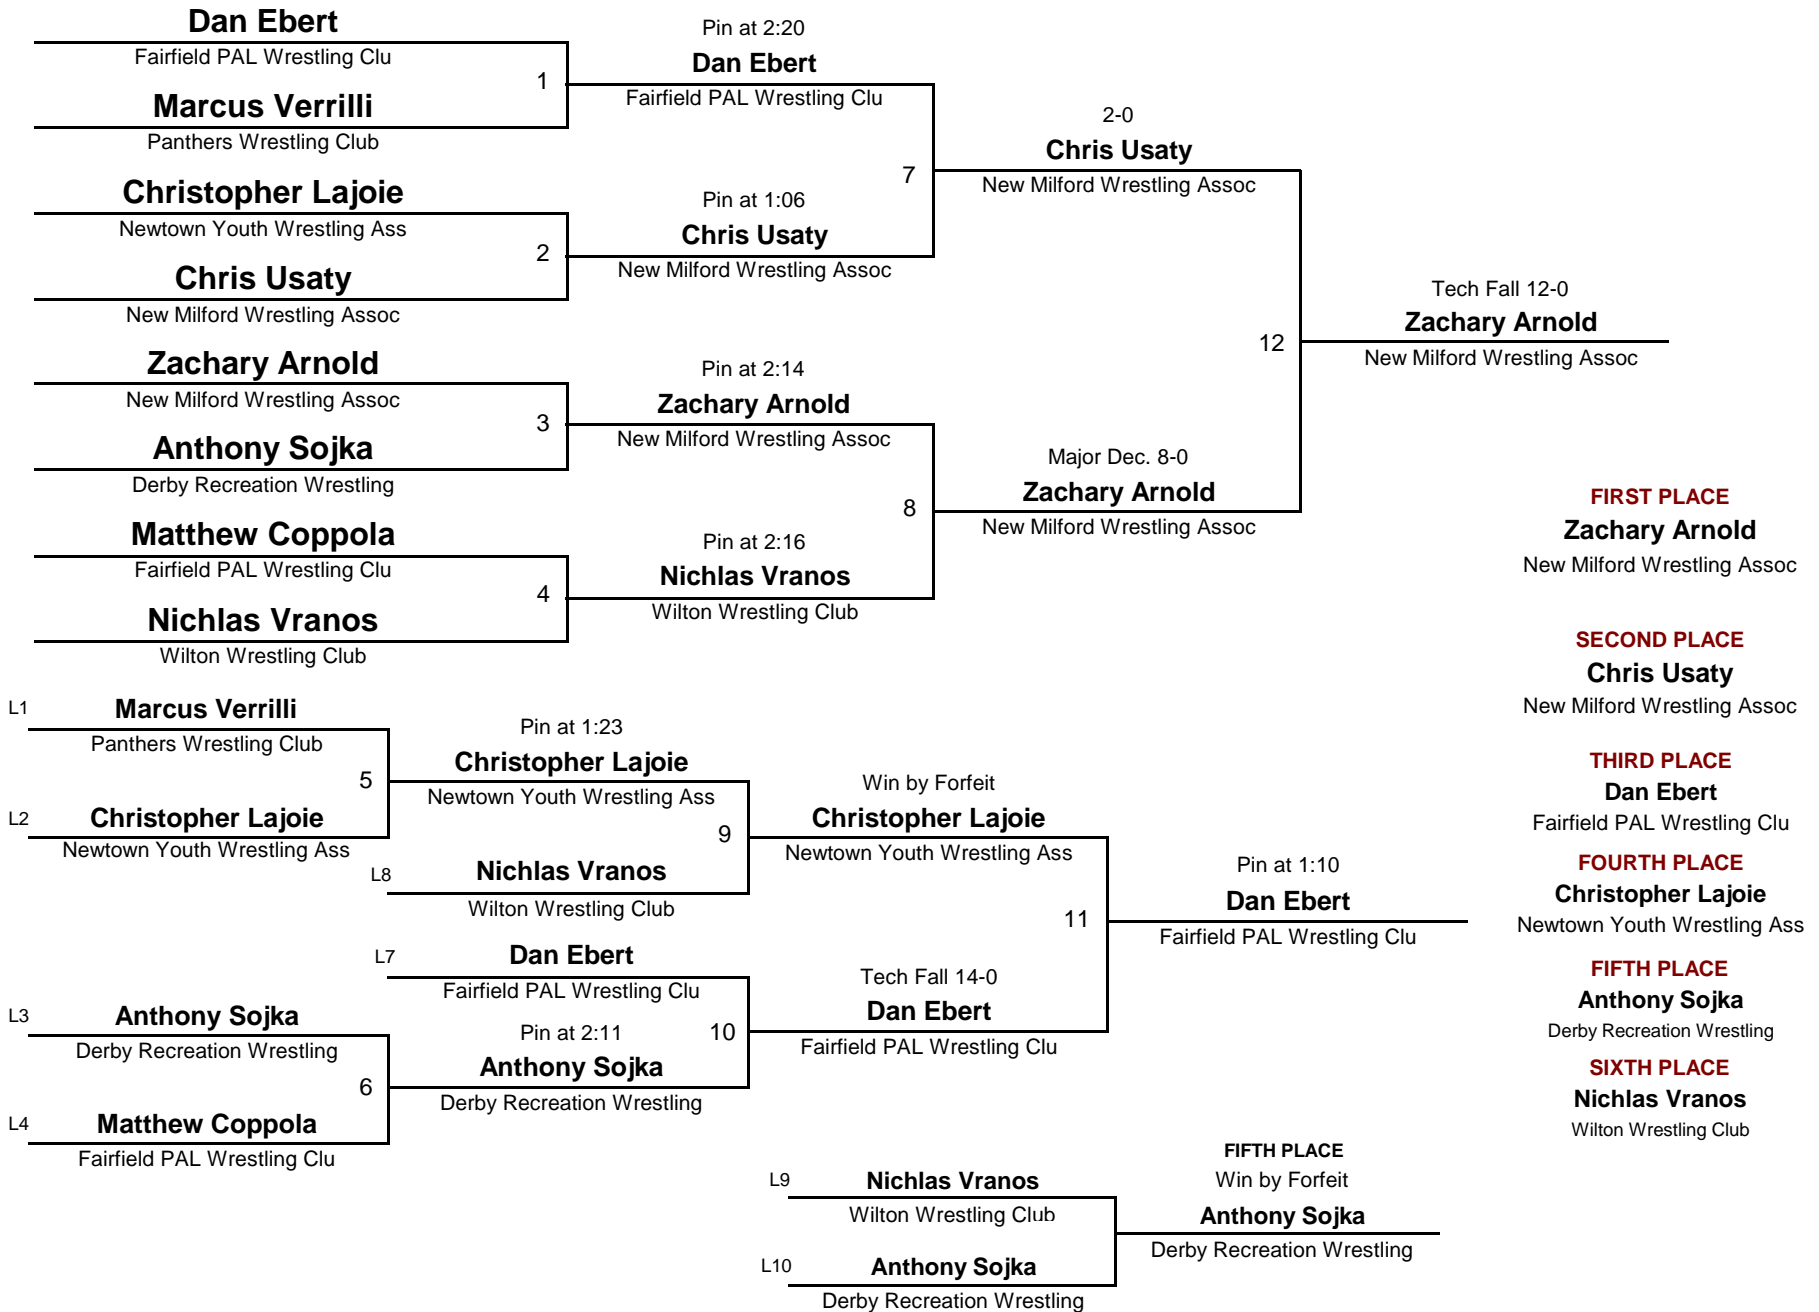 Dan Ebert
Fairfield PAL Wrestling Clu
1
Marcus Verrilli
Panthers Wrestling Club
Pin at 2:20
Dan Ebert
Fairfield PAL Wrestling Clu
Christopher Lajoie
Newtown Youth Wrestling Ass
2
Chris Usaty
New Milford Wrestling Assoc
Pin at 1:06
Chris Usaty
New Milford Wrestling Assoc
7
2-0
Chris Usaty
New Milford Wrestling Assoc
Zachary Arnold
New Milford Wrestling Assoc
3
Anthony Sojka
Derby Recreation Wrestling
Pin at 2:14
Zachary Arnold
New Milford Wrestling Assoc
Matthew Coppola
Fairfield PAL Wrestling Clu
4
Nichlas Vranos
Wilton Wrestling Club
Pin at 2:16
Nichlas Vranos
Wilton Wrestling Club
8
Major Dec. 8-0
Zachary Arnold
New Milford Wrestling Assoc
12
Tech Fall 12-0
Zachary Arnold
New Milford Wrestling Assoc
L1
Marcus Verrilli
Panthers Wrestling Club
5
L2
Christopher Lajoie
Newtown Youth Wrestling Ass
Pin at 1:23
Christopher Lajoie
Newtown Youth Wrestling Ass
9
L8
Nichlas Vranos
Wilton Wrestling Club
Win by Forfeit
Christopher Lajoie
Newtown Youth Wrestling Ass
L7
Dan Ebert
Fairfield PAL Wrestling Clu
L3
Anthony Sojka
Derby Recreation Wrestling
6
L4
Matthew Coppola
Fairfield PAL Wrestling Clu
Pin at 2:11
10
Anthony Sojka
Derby Recreation Wrestling
Tech Fall 14-0
Dan Ebert
Fairfield PAL Wrestling Clu
11
Pin at 1:10
Dan Ebert
Fairfield PAL Wrestling Clu
L9
Nichlas Vranos
Wilton Wrestling Club
L10
Anthony Sojka
Derby Recreation Wrestling
FIFTH PLACE
Win by Forfeit
Anthony Sojka
Derby Recreation Wrestling
FIRST PLACE
Zachary Arnold
New Milford Wrestling Assoc
SECOND PLACE
Chris Usaty
New Milford Wrestling Assoc
THIRD PLACE
Dan Ebert
Fairfield PAL Wrestling Clu
FOURTH PLACE
Christopher Lajoie
Newtown Youth Wrestling Ass
FIFTH PLACE
Anthony Sojka
Derby Recreation Wrestling
SIXTH PLACE
Nichlas Vranos
Wilton Wrestling Club